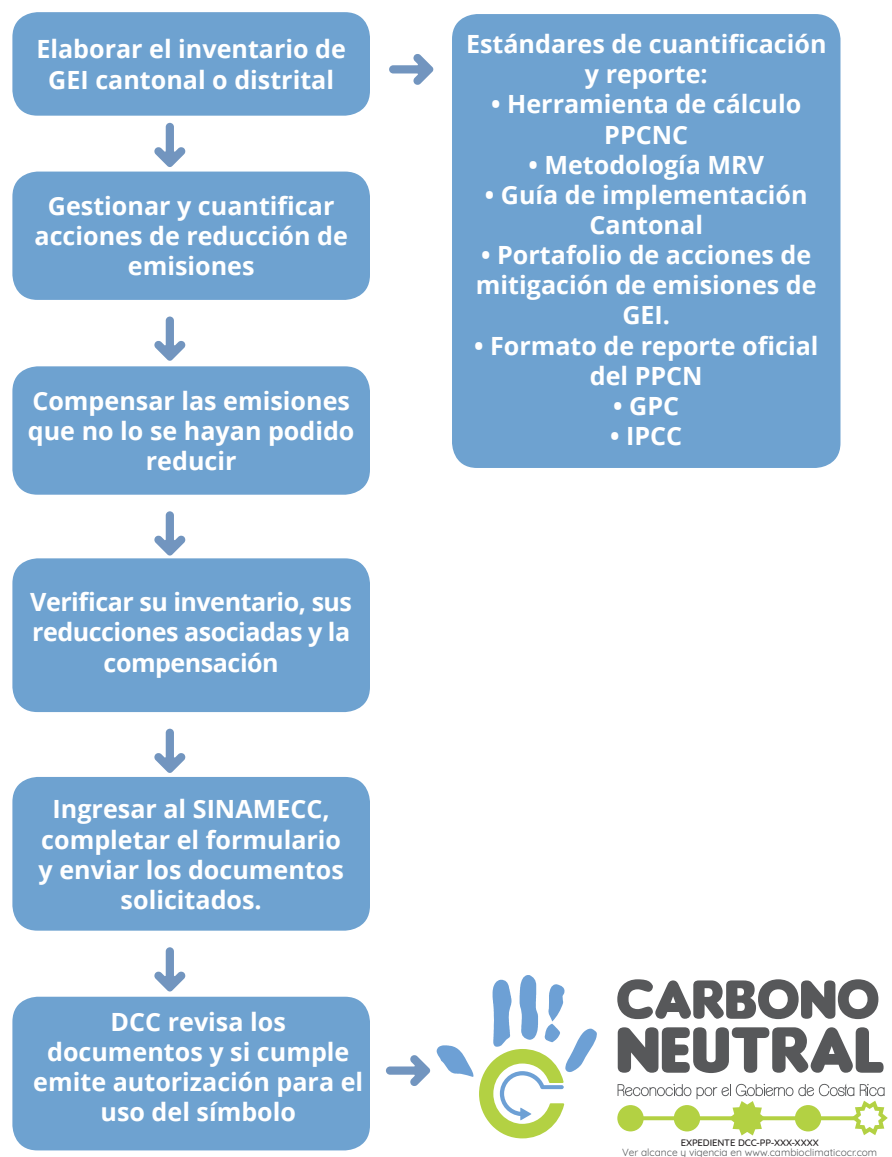 Elaborar el inventario de
GEI cantonal o distrital
Estándares de cuantificación
y reporte:
• Herramienta de cálculo
PPCNC
• Metodología MRV
• Guía de implementación
Cantonal
• Portafolio de acciones de
mitigación de emisiones de
GEI.
• Formato de reporte oficial
del PPCN
• GPC
• IPCC
Gestionar y cuantificar
acciones de reducción de
emisiones
Compensar las emisiones
que no lo se hayan podido
reducir
Verificar su inventario, sus
reducciones asociadas y la
compensación
Ingresar al SINAMECC,
completar el formulario
y enviar los documentos
solicitados.
DCC revisa los
documentos y si cumple
emite autorización para el
uso del símbolo
CARBONO
NEUTRAL
Reconocido por el Gobierno de Costa Rica
EXPEDIENTE DCC-PP-XXX-XXXX
Ver alcance y vigencia en www.cambioclimaticocr.com